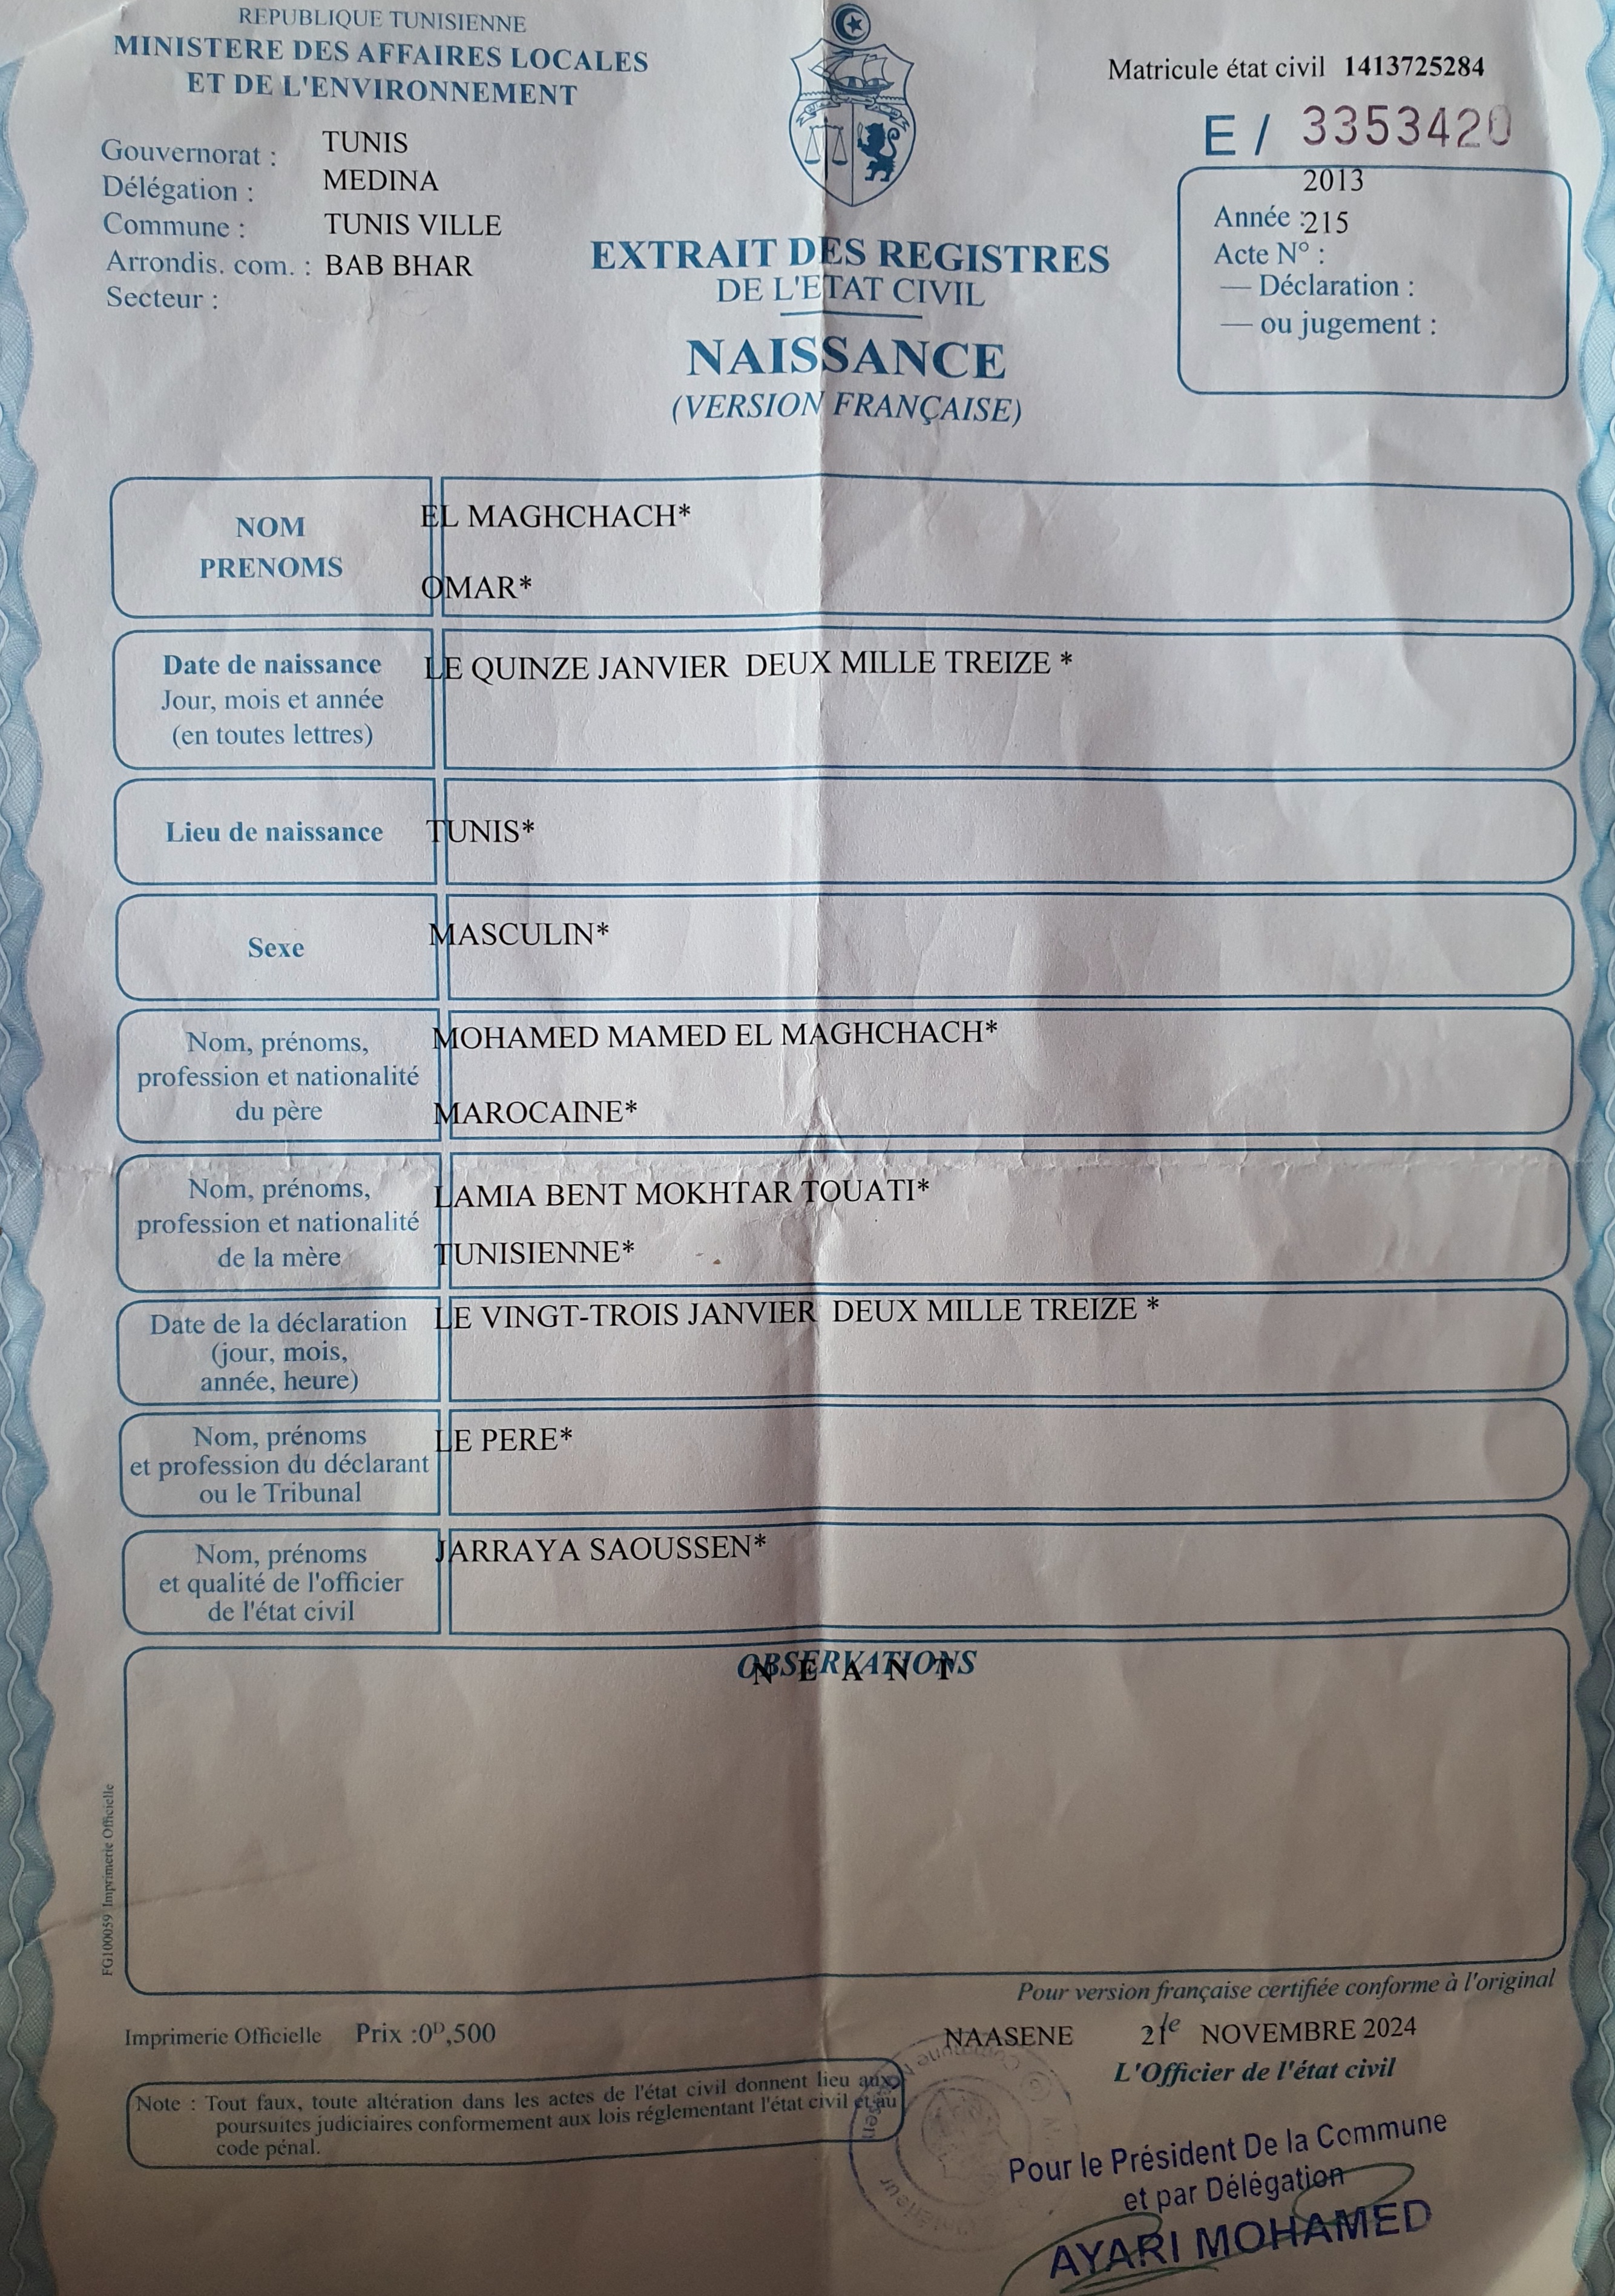 REPUBLIQUE TUNISIENNE
MINISTERE DES AFFAIRES LOCALES
ET DE L'ENVIRONNEMENT
Gouvernorat : TUNIS
Délégation : MEDINA
Commune : TUNIS VILLE
Arrondis. com. : BAB BHAR
Secteur :
Matricule état civil 1413725284
E / 3353420
2013
Année :215
Acte N° :
— Déclaration :
— ou jugement :
EXTRAIT DES REGISTRES
DE L'ETAT CIVIL
NAISSANCE
(VERSION FRANÇAISE)
NOM
PRENOMS
EL MAGHCHACH*
OMAR*
Date de naissance
Jour, mois et année
(en toutes lettres)
LE QUINZE JANVIER DEUX MILLE TREIZE *
Lieu de naissance
TUNIS*
Sexe
MASCULIN*
Nom, prénoms,
profession et nationalité
du père
MOHAMED MAMED EL MAGHCHACH*
MAROCAINE*
Nom, prénoms,
profession et nationalité
de la mère
LAMIA BENT MOKHTAR TOUATI*
TUNISIENNE*
Date de la déclaration
(jour, mois,
année, heure)
LE VINGT-TROIS JANVIER DEUX MILLE TREIZE *
Nom, prénoms
et profession du déclarant
ou le Tribunal
LE PERE*
Nom, prénoms
et qualité de l'officier
de l'état civil
JARRAYA SAOUSSEN*
OBSERVATIONS
N E A N T
FG100059 Imprimerie Officielle
Pour version française certifiée conforme à l'original
Imprimerie Officielle Prix :0ᴰ,500
NAASENE 21 le NOVEMBRE 2024
L'Officier de l'état civil
Note : Tout faux, toute altération dans les actes de l'état civil donnent lieu aux
poursuites judiciaires conformement aux lois réglementant l'état civil et au
code pénal.
Pour le Président De la Commune
et par Délégation
AYARI MOHAMED